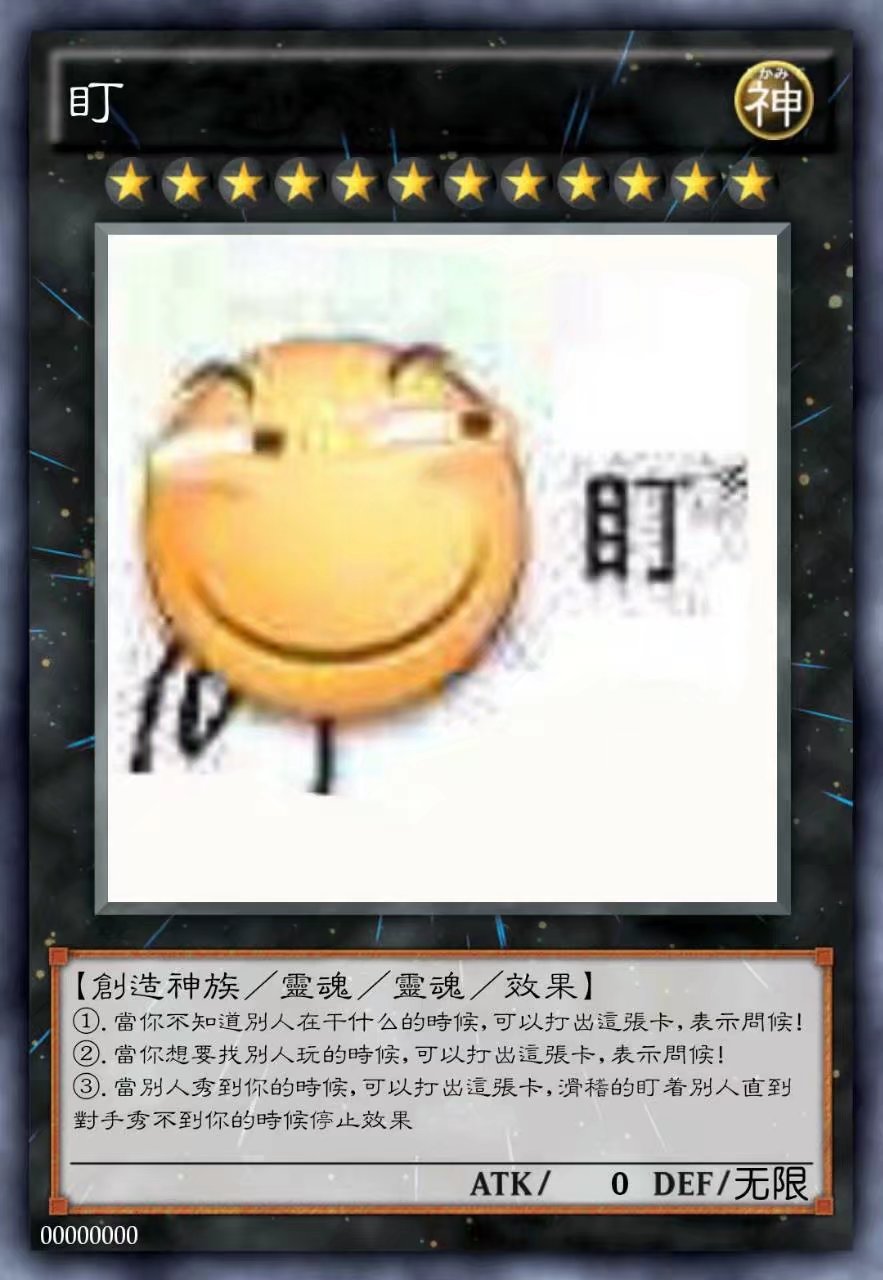 盯
かみ
神
盯~
【創造神族／靈魂／靈魂／效果】
①. 當你不知道別人在干什么的時候,可以打出這張卡,表示問候!
②. 當你想要找別人玩的時候,可以打出這張卡,表示問候!
③. 當別人秀到你的時候,可以打出這張卡,滑稽的盯着別人直到
對手秀不到你的時候停止效果
ATK/ 0 DEF/无限
00000000